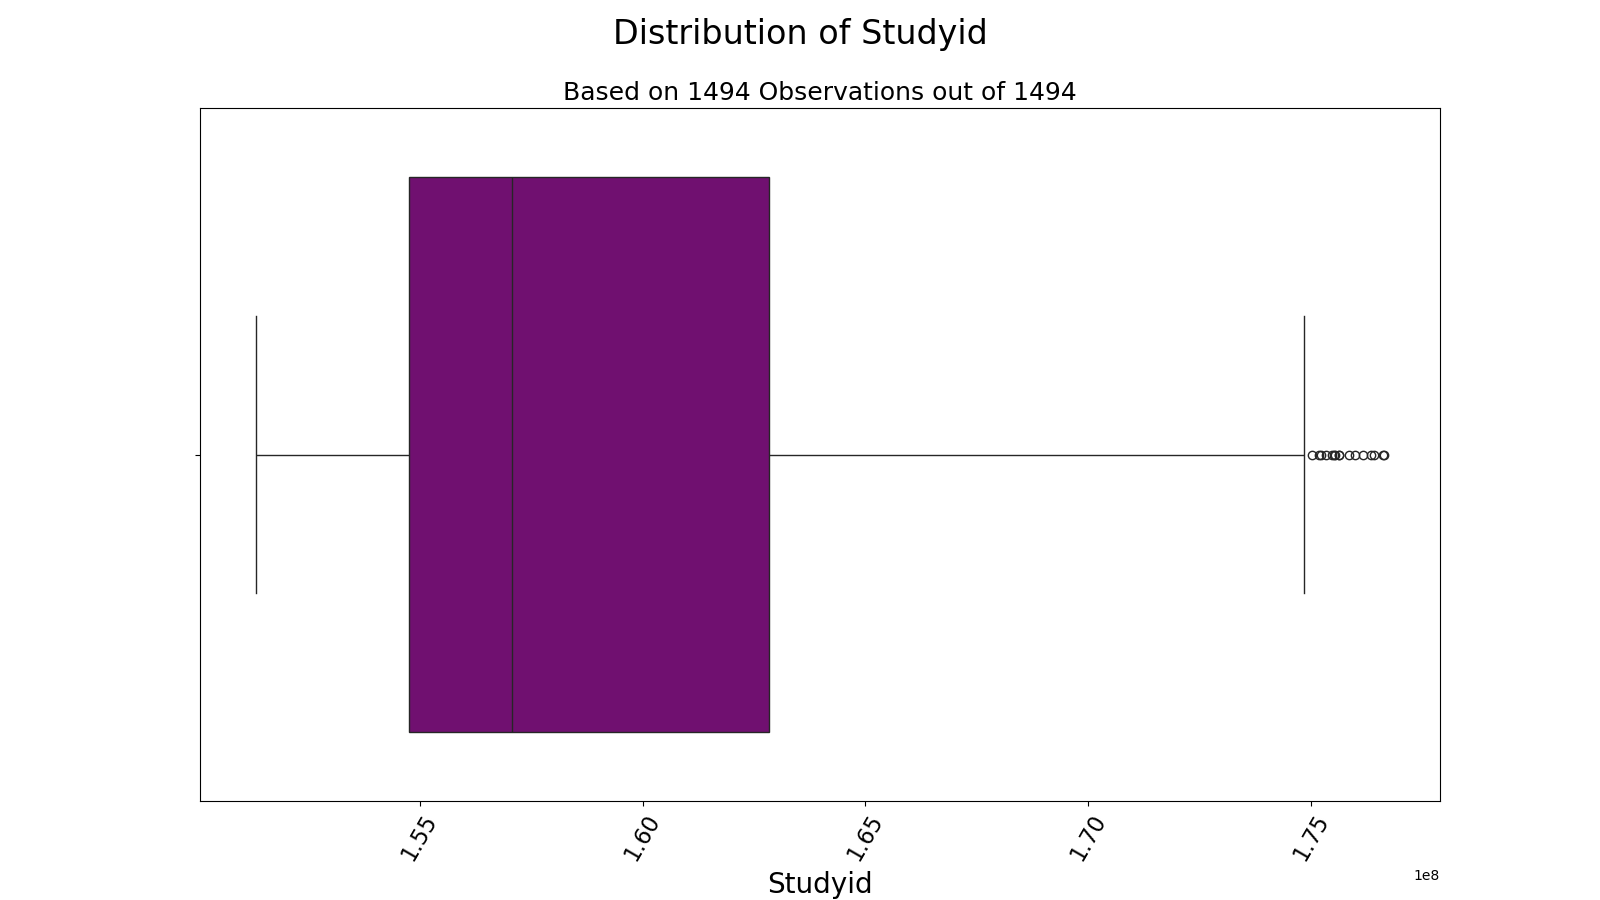 Distribution of Studyid
Based on 1494 Observations out of 1494
1.55
1.60
1.65
1.70
1.75
1e8
Studyid